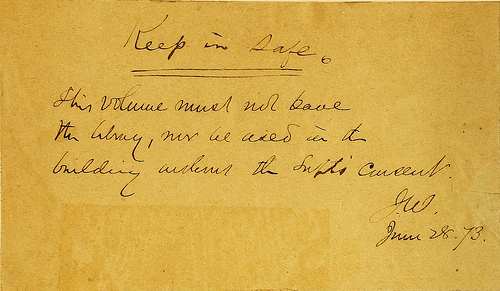 Keep in Safe.
This volume must not leave
the library, nor be used in the
building without the Supt's consent.
J.W.
June 28. 73.